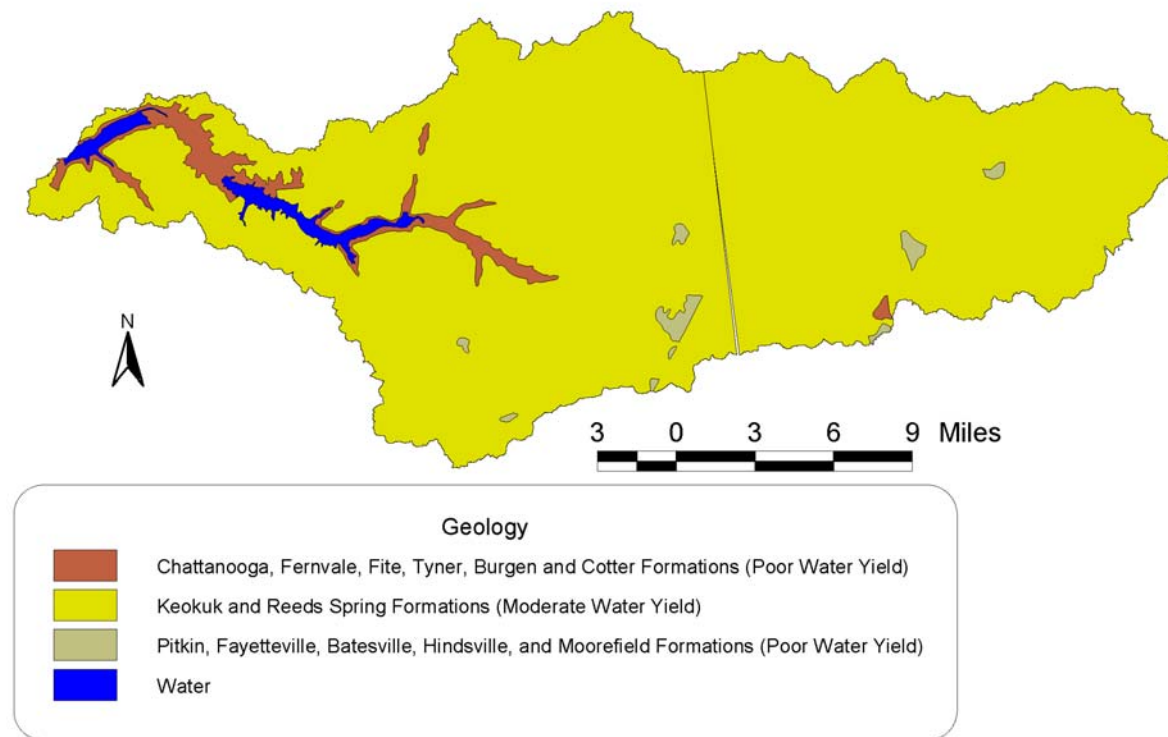 N
3 0 3 6 9 Miles
Geology
Chattanooga, Fernvale, Fite, Tyner, Burgen and Cotter Formations (Poor Water Yield)
Keokuk and Reeds Spring Formations (Moderate Water Yield)
Pitkin, Fayetteville, Batesville, Hindsville, and Moorefield Formations (Poor Water Yield)
Water